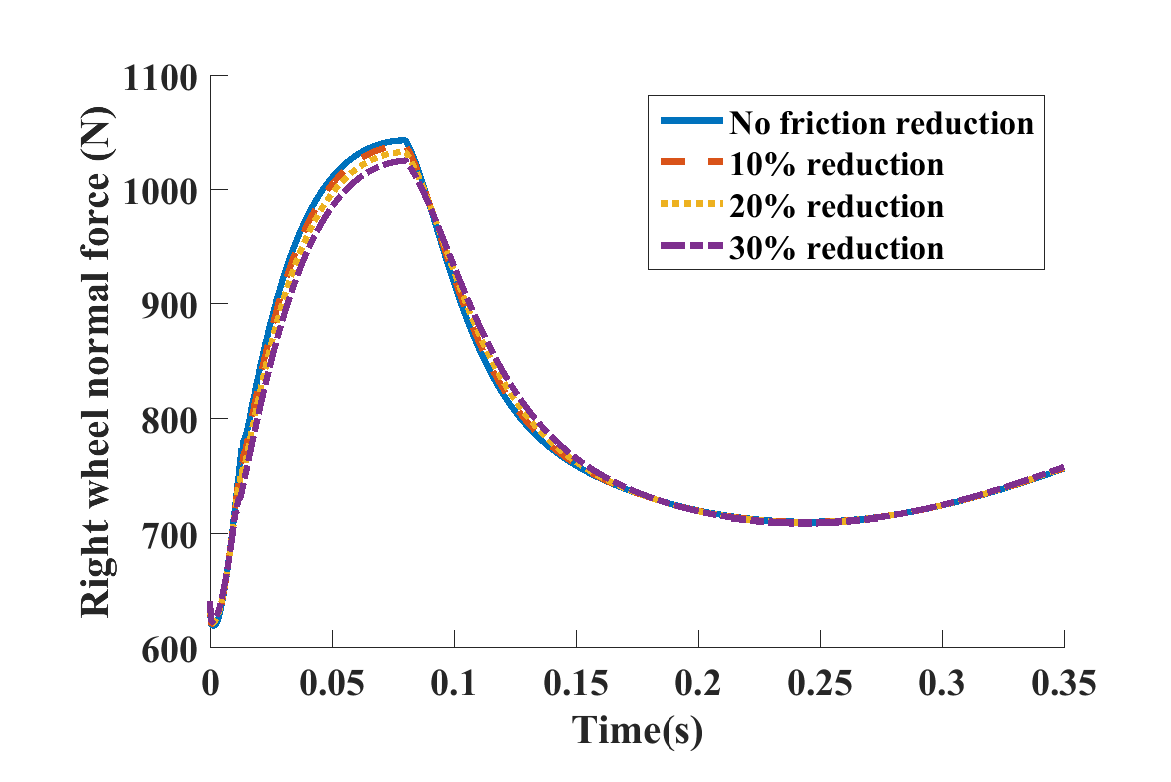 Right wheel normal force (N)
1100
1000
900
800
700
600
No friction reduction
10% reduction
20% reduction
30% reduction
0 0.05 0.1 0.15 0.2 0.25 0.3 0.35
Time(s)